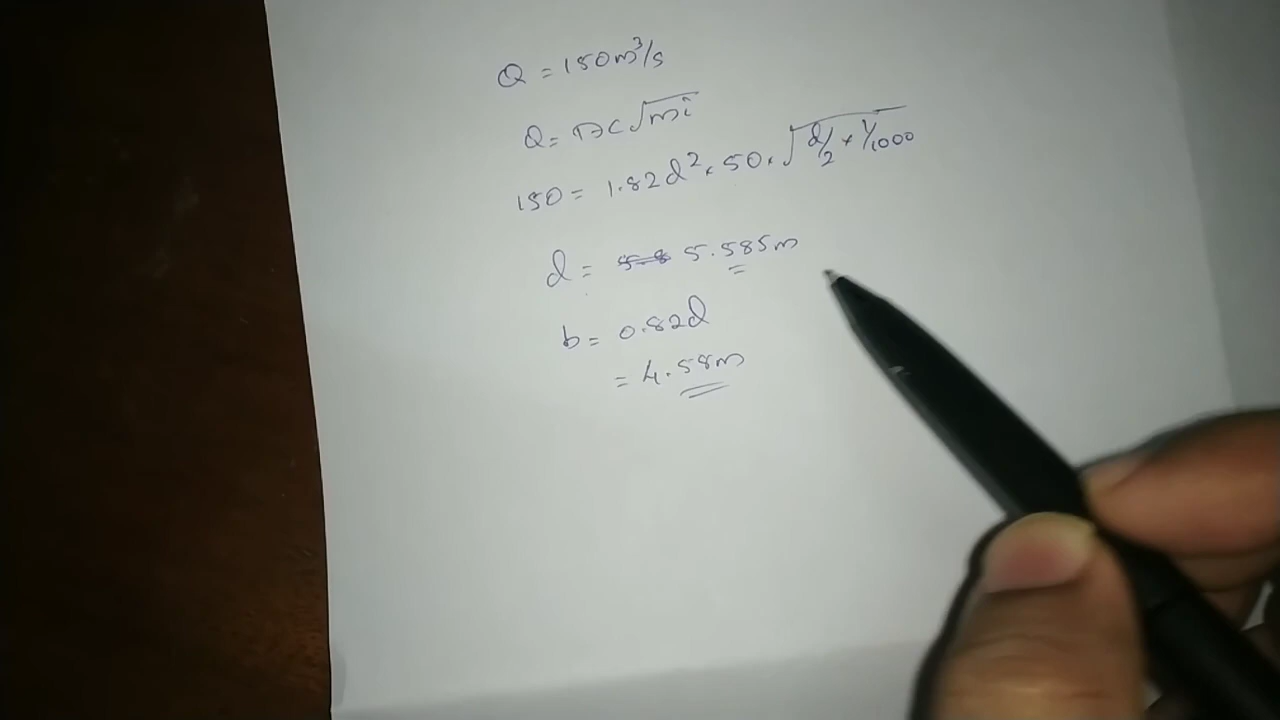 Q = 150m³/s
Q = AC√mi
150 = 1.82d² × 50 × √d/2 × 1/1000
d = 5.585m
b = 0.82d
= 4.58m